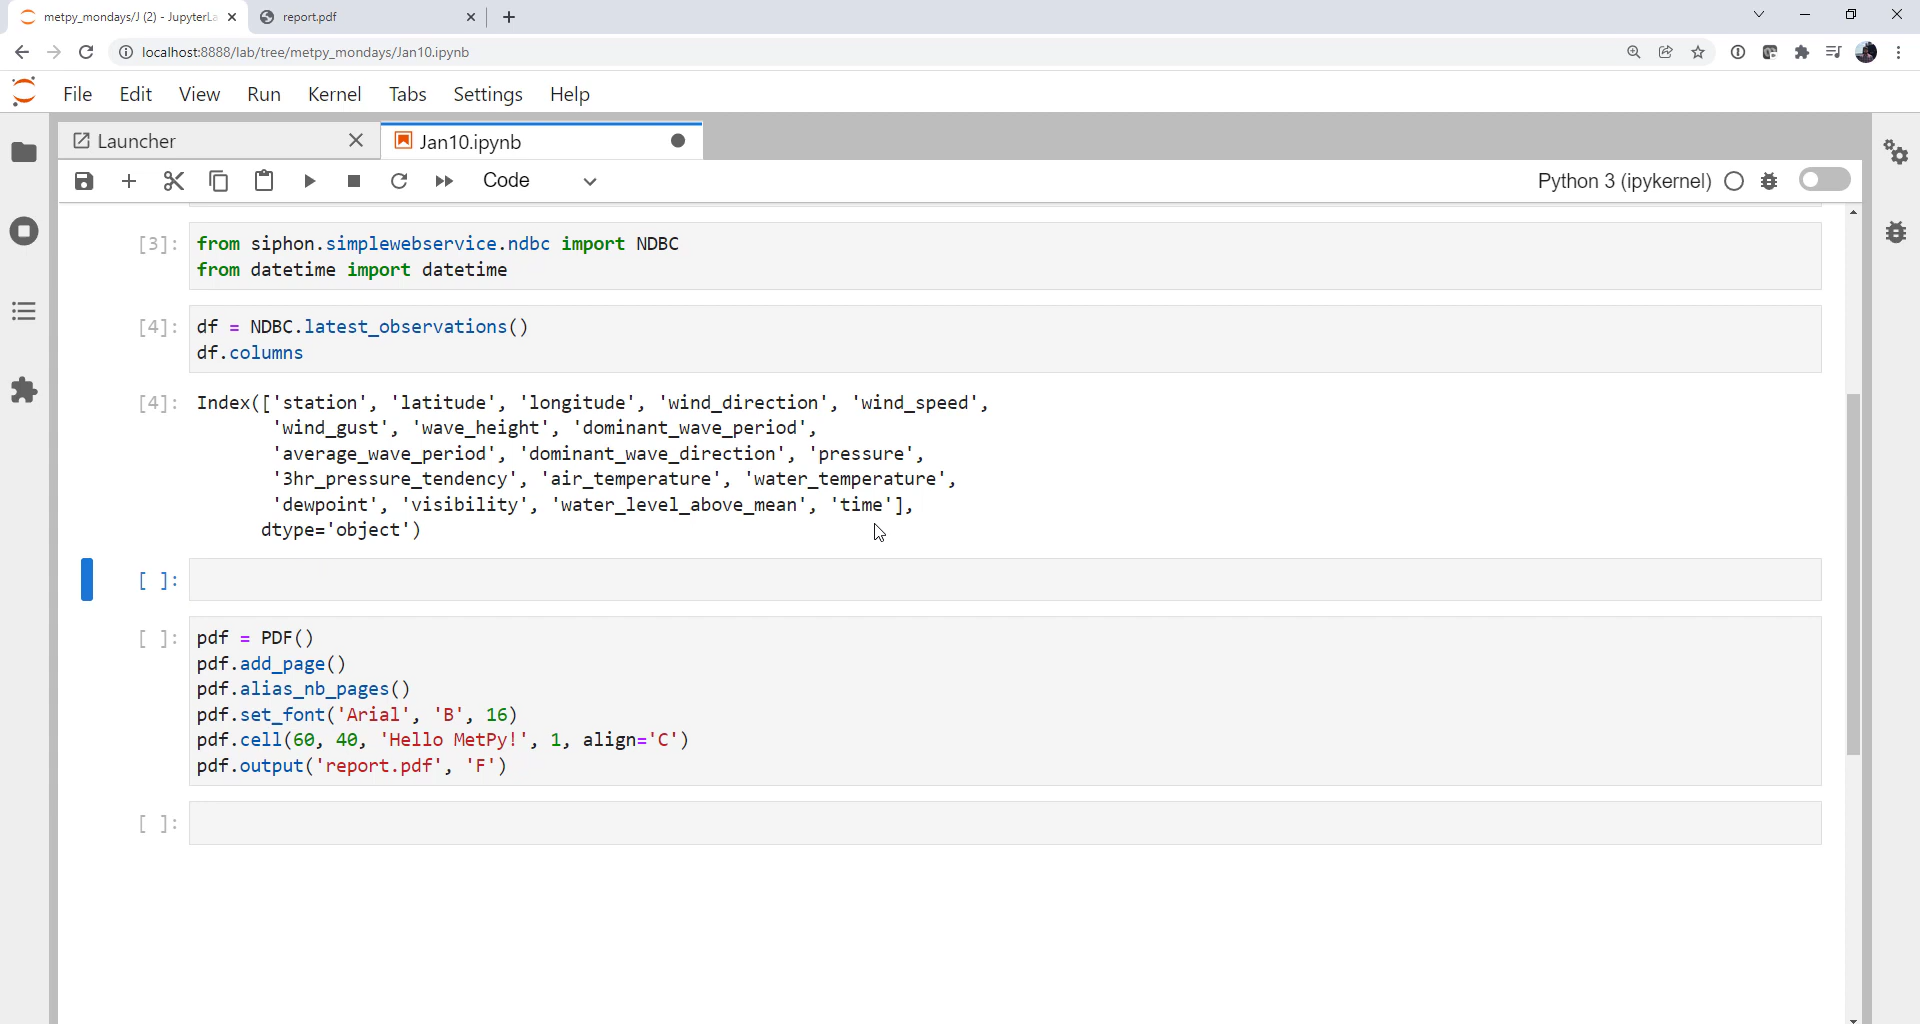 metpy_mondays/J (2) - JupyterLa
report.pdf
localhost:8888/lab/tree/metpy_mondays/Jan10.ipynb
File Edit View Run Kernel Tabs Settings Help
Launcher
Jan10.ipynb
Code
Python 3 (ipykernel)
[3]: from siphon.simplewebservice.ndbc import NDBC
from datetime import datetime
[4]: df = NDBC.latest_observations()
df.columns
[4]: Index(['station', 'latitude', 'longitude', 'wind_direction', 'wind_speed',
'wind_gust', 'wave_height', 'dominant_wave_period',
'average_wave_period', 'dominant_wave_direction', 'pressure',
'3hr_pressure_tendency', 'air_temperature', 'water_temperature',
'dewpoint', 'visibility', 'water_level_above_mean', 'time'],
dtype='object')
[ ]:
[ ]: pdf = PDF()
pdf.add_page()
pdf.alias_nb_pages()
pdf.set_font('Arial', 'B', 16)
pdf.cell(60, 40, 'Hello MetPy!', 1, align='C')
pdf.output('report.pdf', 'F')
[ ]: